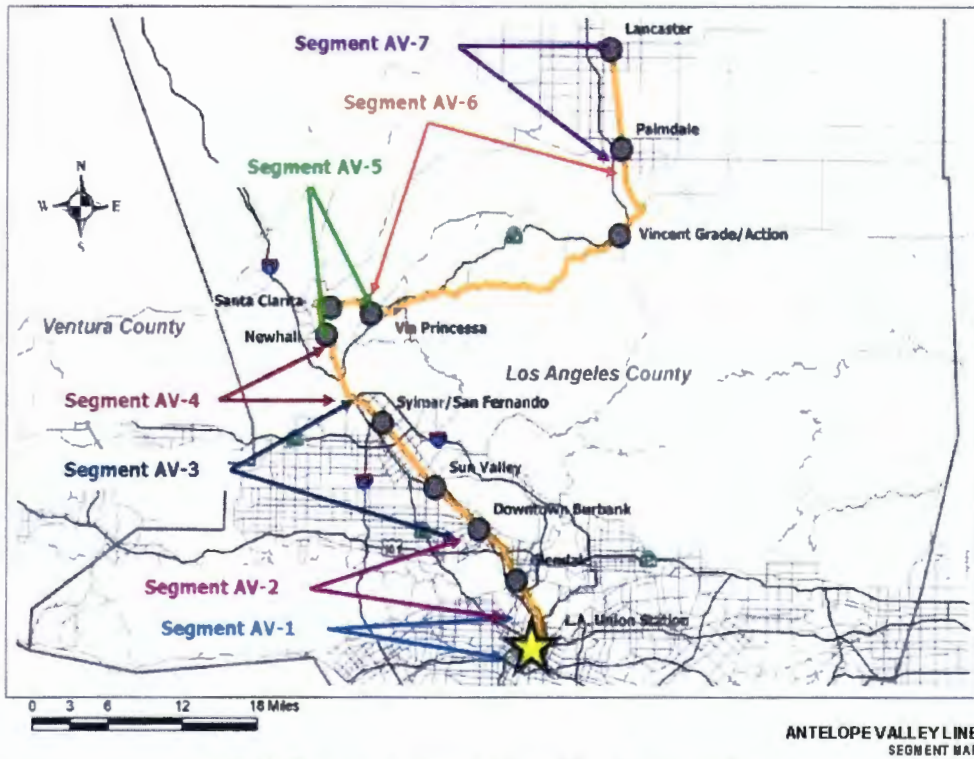 Segment AV-7
Lancaster
Segment AV-6
Palmdale
Segment AV-5
N
W E
S
Vincent Grade/Action
Santa Clarita
Via Princessa
Ventura County
Newhall
Los Angeles County
Segment AV-4
Sylmar/San Fernando
Segment AV-3
Sun Valley
Downtown Burbank
Segment AV-2
Glendale
Segment AV-1
L.A. Union Station
0 3 6 12 18 Miles
ANTELOPE VALLEY LINE
SEGMENT MAP